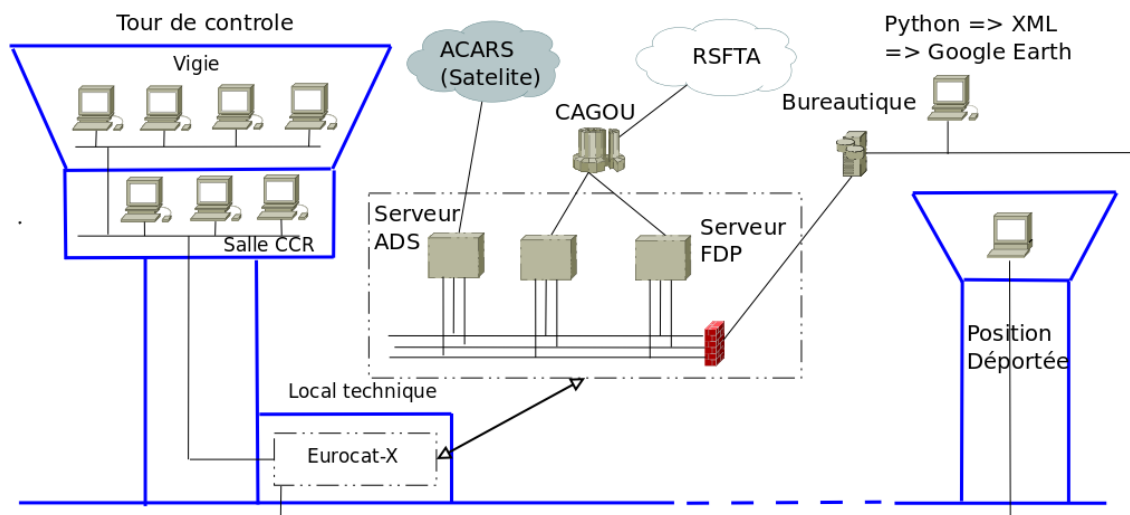 Tour de controle
Vigie
ACARS
(Satelite)
RSFTA
Python => XML
=> Google Earth
CAGOU
Bureautique
Serveur
ADS
Serveur
FDP
Salle CCR
Position
Déportée
Local technique
Eurocat-X